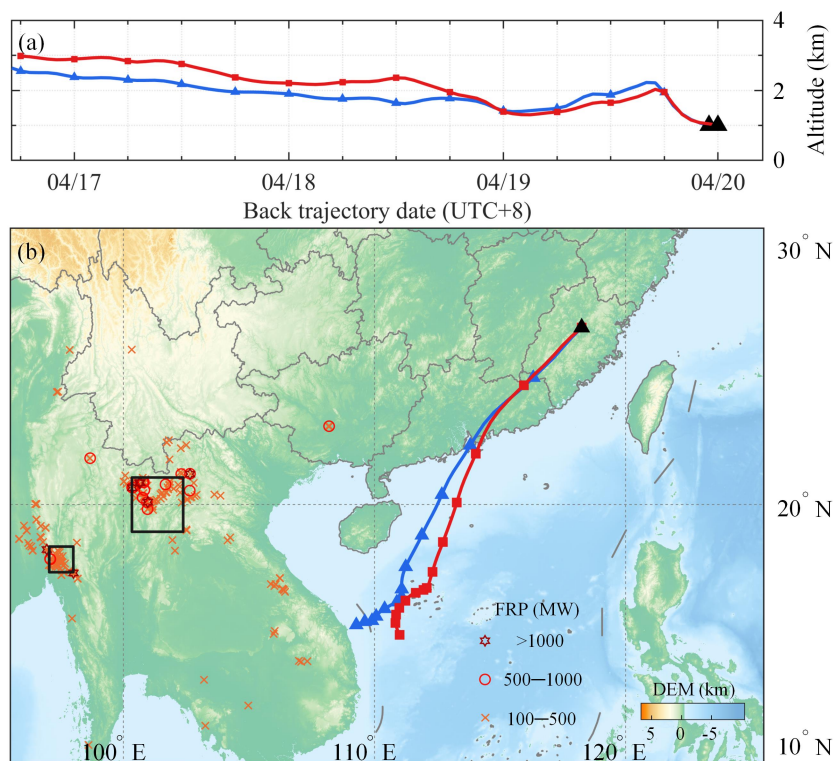 (a)
4
2
0
Altitude (km)
04/17 04/18 04/19 04/20
Back trajectory date (UTC+8)
(b)
30° N
20° N
10° N
FRP (MW)
>1000
500—1000
100—500
DEM (km)
5 0 -5
100° E 110° E 120° E